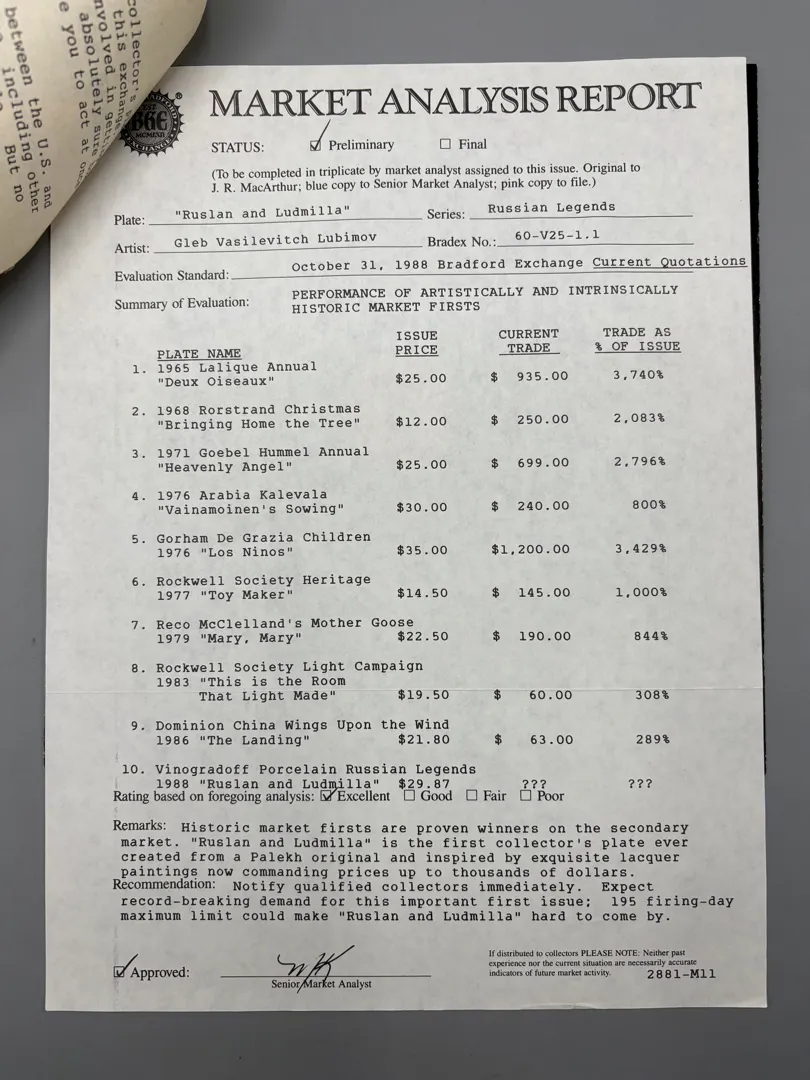 collector's
this exchange
nvolved in gett
absolutely sure
e you to act at
between the U.S. and
including other
But no
BGE
MCMLXII
®
MARKET ANALYSIS REPORT
STATUS: ☑ Preliminary ☐ Final
(To be completed in triplicate by market analyst assigned to this issue. Original to
J. R. MacArthur; blue copy to Senior Market Analyst; pink copy to file.)
Plate: "Ruslan and Ludmilla" Series: Russian Legends
Artist: Gleb Vasilevitch Lubimov Bradex No.: 60-V25-1.1
Evaluation Standard: October 31, 1988 Bradford Exchange Current Quotations
Summary of Evaluation: PERFORMANCE OF ARTISTICALLY AND INTRINSICALLY
HISTORIC MARKET FIRSTS
ISSUE CURRENT TRADE AS
PLATE NAME PRICE TRADE % OF ISSUE
1. 1965 Lalique Annual
"Deux Oiseaux" $25.00 $ 935.00 3,740%
2. 1968 Rorstrand Christmas
"Bringing Home the Tree" $12.00 $ 250.00 2,083%
3. 1971 Goebel Hummel Annual
"Heavenly Angel" $25.00 $ 699.00 2,796%
4. 1976 Arabia Kalevala
"Vainamoinen's Sowing" $30.00 $ 240.00 800%
5. Gorham De Grazia Children
1976 "Los Ninos" $35.00 $1,200.00 3,429%
6. Rockwell Society Heritage
1977 "Toy Maker" $14.50 $ 145.00 1,000%
7. Reco McClelland's Mother Goose
1979 "Mary, Mary" $22.50 $ 190.00 844%
8. Rockwell Society Light Campaign
1983 "This is the Room
That Light Made" $19.50 $ 60.00 308%
9. Dominion China Wings Upon the Wind
1986 "The Landing" $21.80 $ 63.00 289%
10. Vinogradoff Porcelain Russian Legends
1988 "Ruslan and Ludmilla" $29.87 ??? ???
Rating based on foregoing analysis: ☑ Excellent ☐ Good ☐ Fair ☐ Poor
Remarks: Historic market firsts are proven winners on the secondary
market. "Ruslan and Ludmilla" is the first collector's plate ever
created from a Palekh original and inspired by exquisite lacquer
paintings now commanding prices up to thousands of dollars.
Recommendation: Notify qualified collectors immediately. Expect
record-breaking demand for this important first issue; 195 firing-day
maximum limit could make "Ruslan and Ludmilla" hard to come by.
☑ Approved:
Senior Market Analyst
If distributed to collectors PLEASE NOTE: Neither past
experience nor the current situation are necessarily accurate
indicators of future market activity. 2881-M11